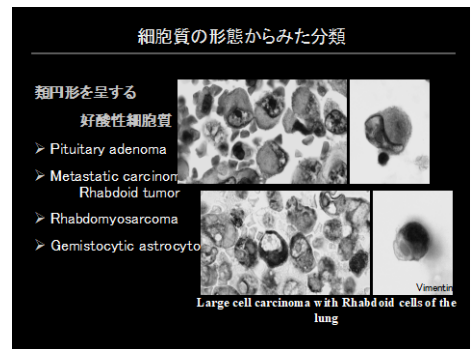 細胞質の形態からみた分類
類円形を呈する
好酸性細胞質
➢ Pituitary adenoma
➢ Metastatic carcinom
Rhabdoid tumor
➢ Rhabdomyosarcoma
➢ Gemistocytic astrocyto
Vimentin
Large cell carcinoma with Rhabdoid cells of the
lung